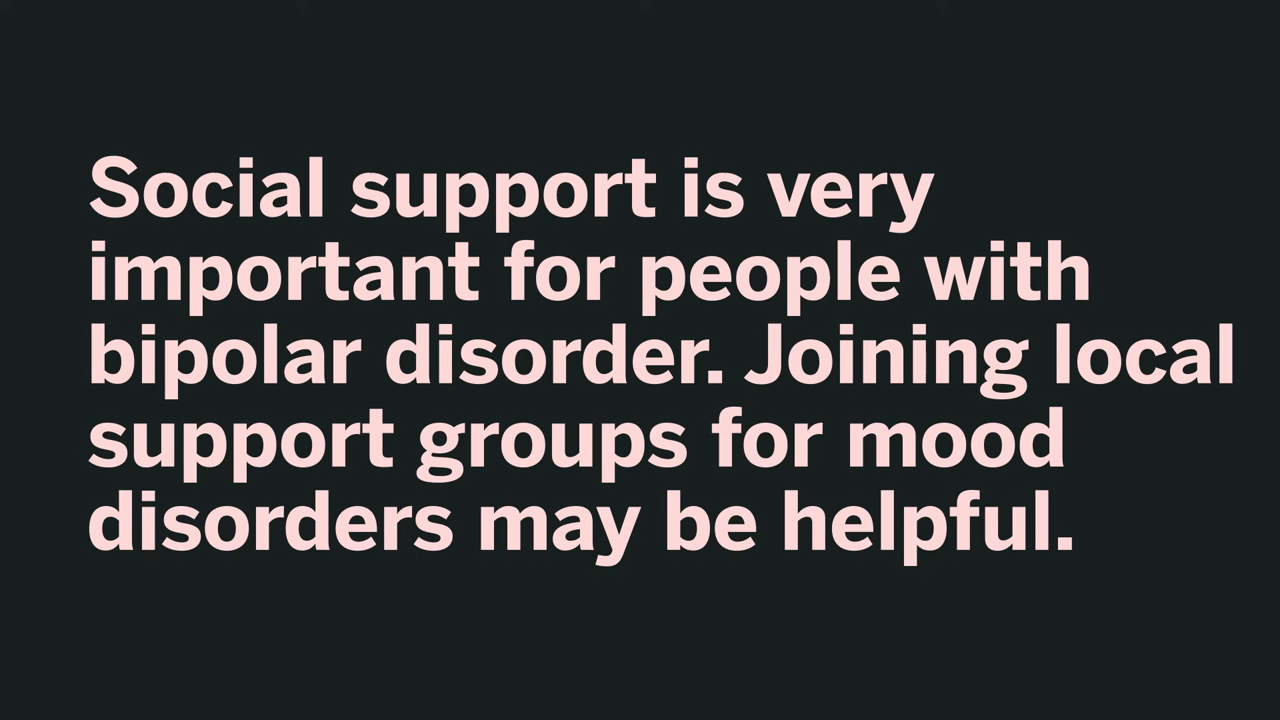 Social support is very
important for people with
bipolar disorder. Joining local
support groups for mood
disorders may be helpful.